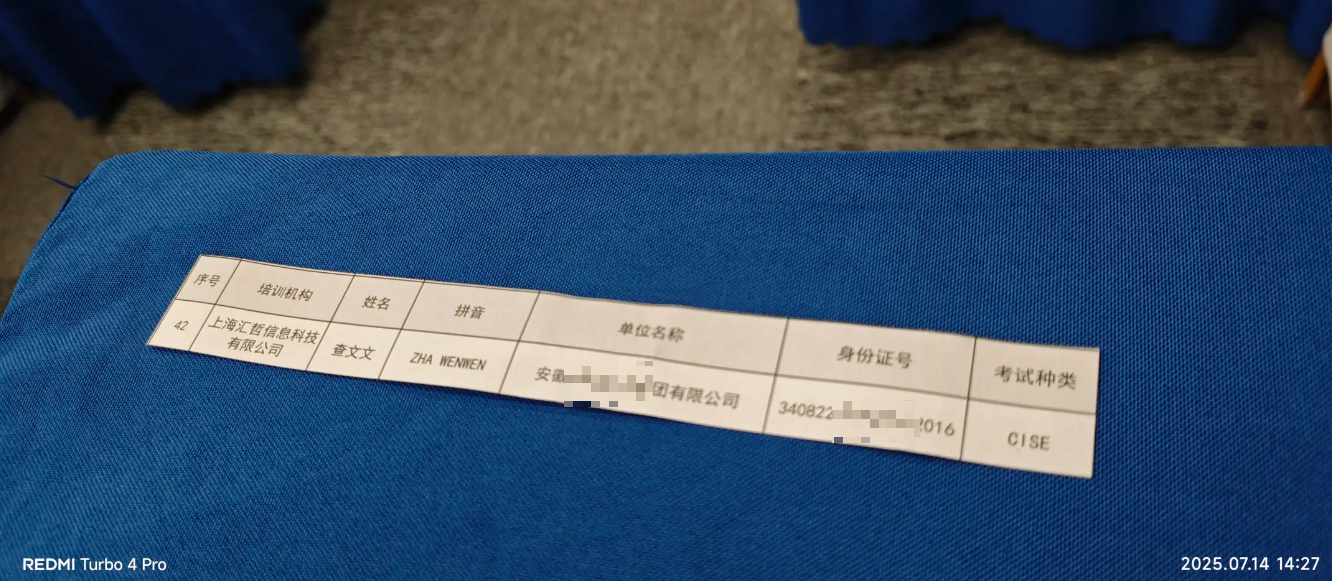 序号 培训机构 姓名 拼音 单位名称 身份证号 考试种类
42 上海汇哲信息科技有限公司 查文文 ZHA WENWEN 安徽 团有限公司 340822 2016 CISE
REDMI Turbo 4 Pro
2025.07.14 14:27